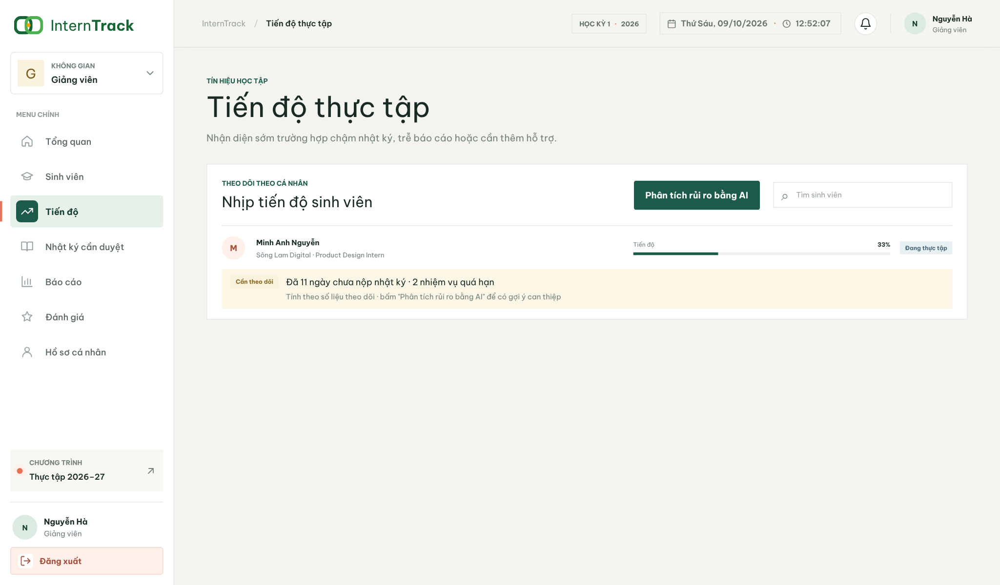 InternTrack
G
KHÔNG GIAN
Giảng viên
MENU CHÍNH
Tổng quan
Sinh viên
Tiến độ
Nhật ký cần duyệt
Báo cáo
Đánh giá
Hồ sơ cá nhân
CHƯƠNG TRÌNH
Thực tập 2026–27
N
Nguyễn Hà
Giảng viên
Đăng xuất
InternTrack / Tiến độ thực tập
HỌC KỲ 1 · 2026
Thứ Sáu, 09/10/2026 · 12:52:07
N
Nguyễn Hà
Giảng viên
TÍN HIỆU HỌC TẬP
Tiến độ thực tập
Nhận diện sớm trường hợp chậm nhật ký, trễ báo cáo hoặc cần thêm hỗ trợ.
THEO DÕI THEO CÁ NHÂN
Nhịp tiến độ sinh viên
Phân tích rủi ro bằng AI
Tìm sinh viên
M
Minh Anh Nguyễn
Sông Lam Digital · Product Design Intern
Tiến độ
33%
Đang thực tập
Cần theo dõi
Đã 11 ngày chưa nộp nhật ký · 2 nhiệm vụ quá hạn
Tính theo số liệu theo dõi · bấm "Phân tích rủi ro bằng AI" để có gợi ý can thiệp